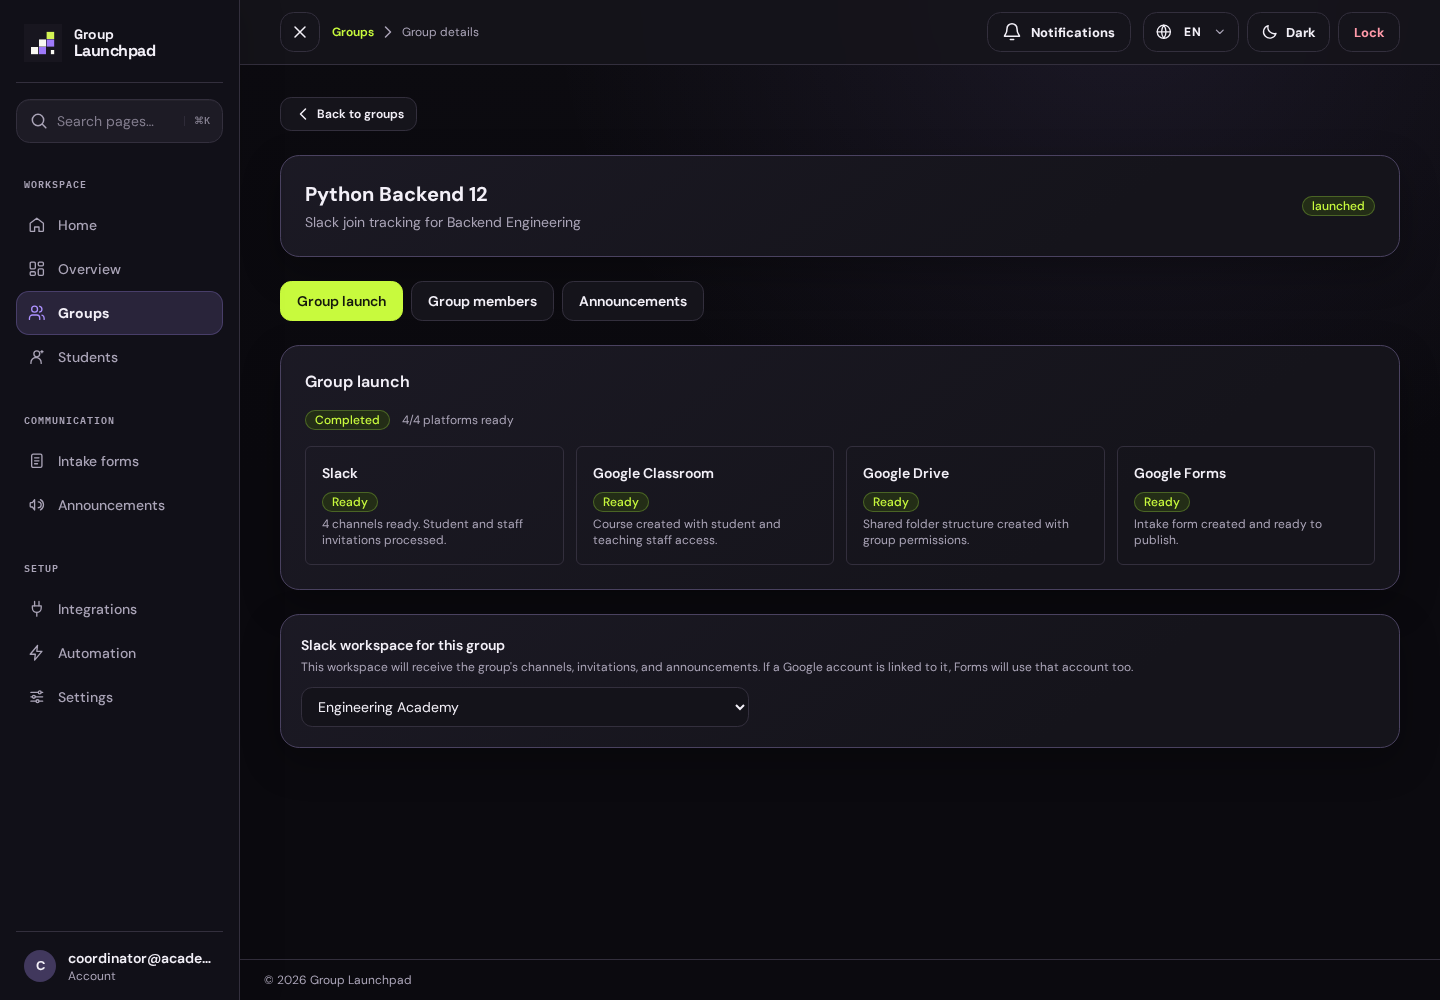 Group
Launchpad
Search pages...
⌘K
WORKSPACE
Home
Overview
Groups
Students
COMMUNICATION
Intake forms
Announcements
SETUP
Integrations
Automation
Settings
C
coordinator@acade...
Account
Groups
Group details
Notifications
EN
Dark
Lock
Back to groups
Python Backend 12
Slack join tracking for Backend Engineering
launched
Group launch
Group members
Announcements
Group launch
Completed
4/4 platforms ready
Slack
Ready
4 channels ready. Student and staff
invitations processed.
Google Classroom
Ready
Course created with student and
teaching staff access.
Google Drive
Ready
Shared folder structure created with
group permissions.
Google Forms
Ready
Intake form created and ready to
publish.
Slack workspace for this group
This workspace will receive the group's channels, invitations, and announcements. If a Google account is linked to it, Forms will use that account too.
Engineering Academy
© 2026 Group Launchpad